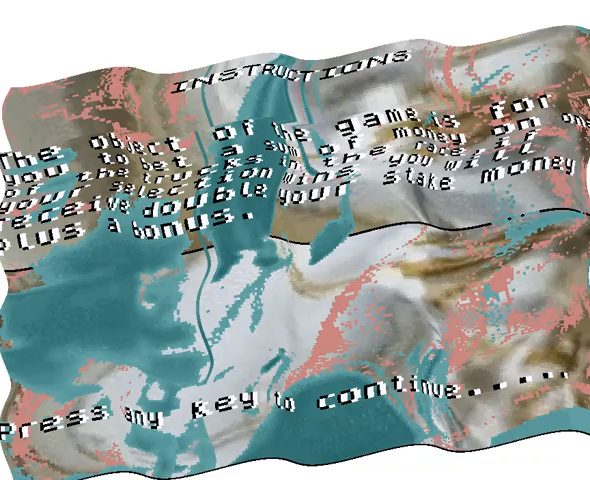 INSTRUCTIONS
The object of the game is for
you to bet a sum of money on one
of the trucks in the race. If
your selection wins you will
receive double your stake money
plus a bonus.
Press any key to continue.....